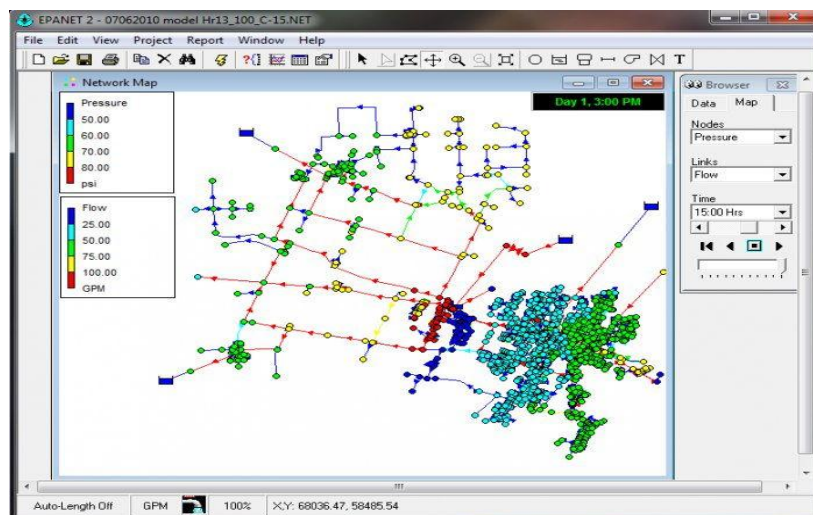 EPANET 2 - 07062010 model Hr13_100_C-15.NET
File Edit View Project Report Window Help
Network Map
Pressure
50.00
60.00
70.00
80.00
psi
Flow
25.00
50.00
75.00
100.00
GPM
Day 1, 3:00 PM
Browser
Data Map
Nodes
Pressure
Links
Flow
Time
15:00 Hrs
Auto-Length Off GPM 100% X,Y: 68036.47, 58485.54